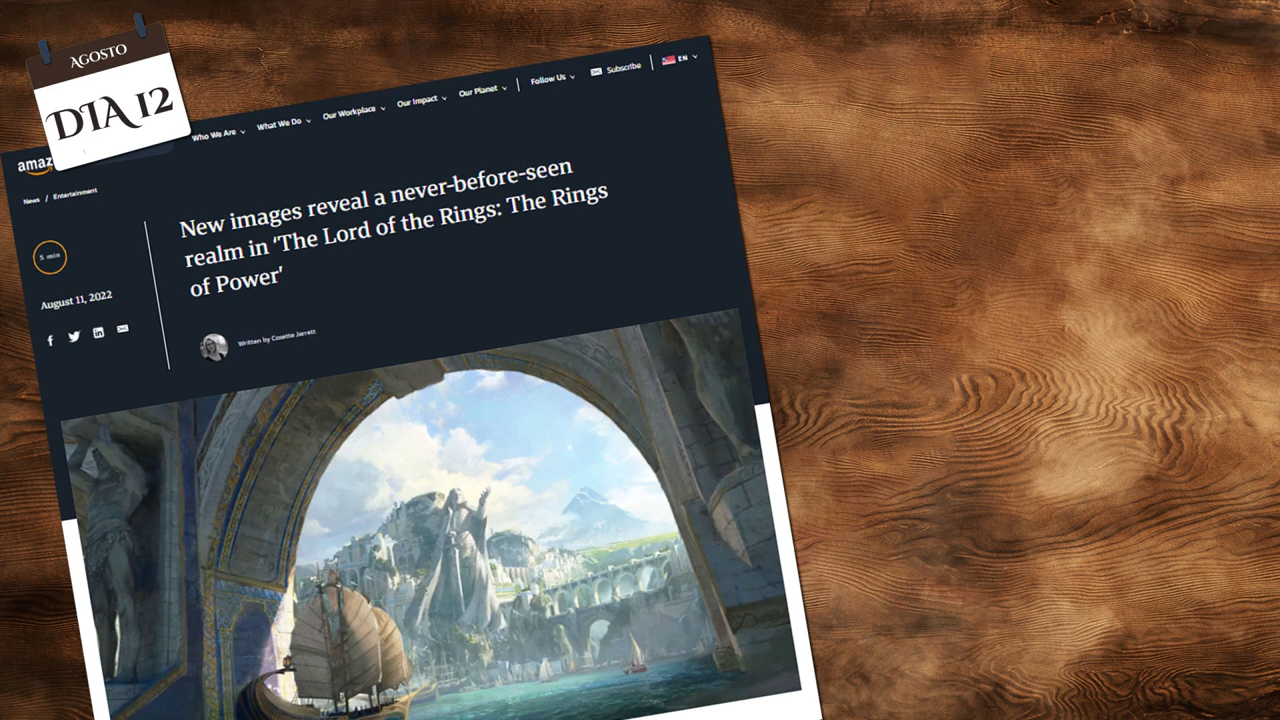 AGOSTO
DIA 12
amaz
Who We Are
What We Do
Our Workplace
Our Impact
Our Planet
Follow Us
Subscribe
EN
News / Entertainment
5 min
August 11, 2022
New images reveal a never-before-seen
realm in 'The Lord of the Rings: The Rings
of Power'
Written by Cosette Jarrett